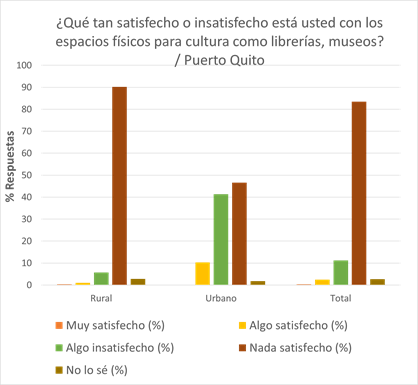 ¿Qué tan satisfecho o insatisfecho está usted con los
espacios físicos para cultura como librerías, museos?
/ Puerto Quito
% Respuestas
100
90
80
70
60
50
40
30
20
10
0
Rural
Urbano
Total
Muy satisfecho (%)
Algo satisfecho (%)
Algo insatisfecho (%)
Nada satisfecho (%)
No lo sé (%)